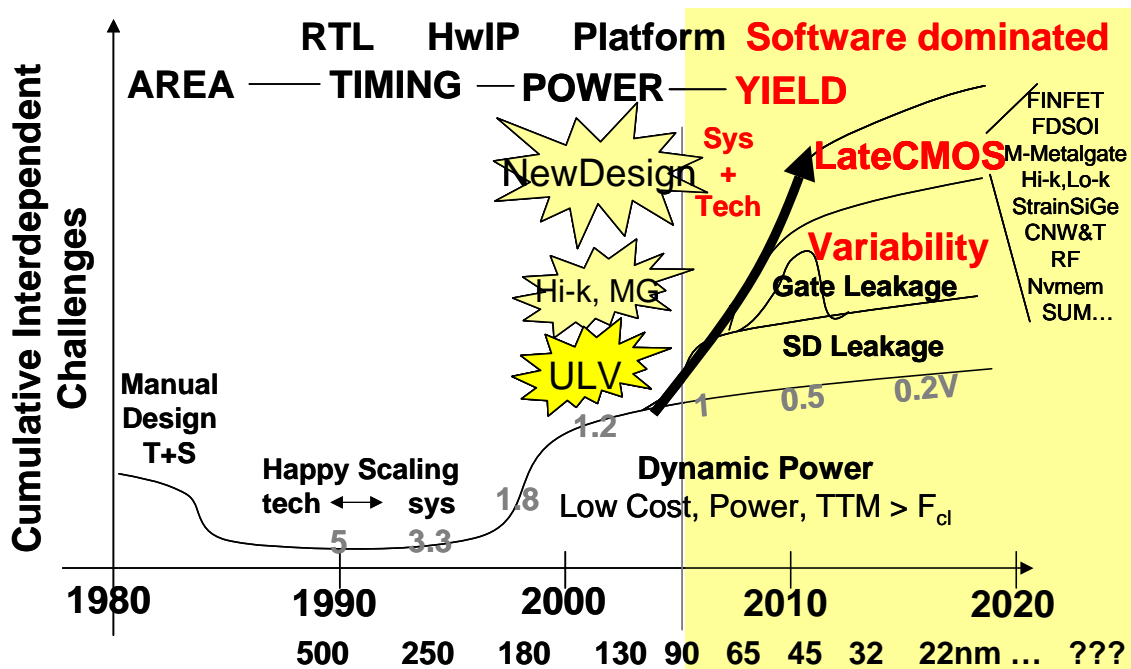 RTL HwIP Platform Software dominated
AREA TIMING POWER YIELD
Cumulative Interdependent
Challenges
NewDesign
Sys
+
Tech
LateCMOS
FINFET
FDSOI
M-Metalgate
Hi-k,Lo-k
StrainSiGe
CNW&T
RF
Nvmem
SUM...
Hi-k, MG
Variability
Gate Leakage
ULV
SD Leakage
Manual
Design
T+S
Happy Scaling
tech sys
5 3.3 1.8 1.2 1 0.5 0.2V
Dynamic Power
Low Cost, Power, TTM > Fcl
1980 1990 2000 2010 2020
500 250 180 130 90 65 45 32 22nm ... ???